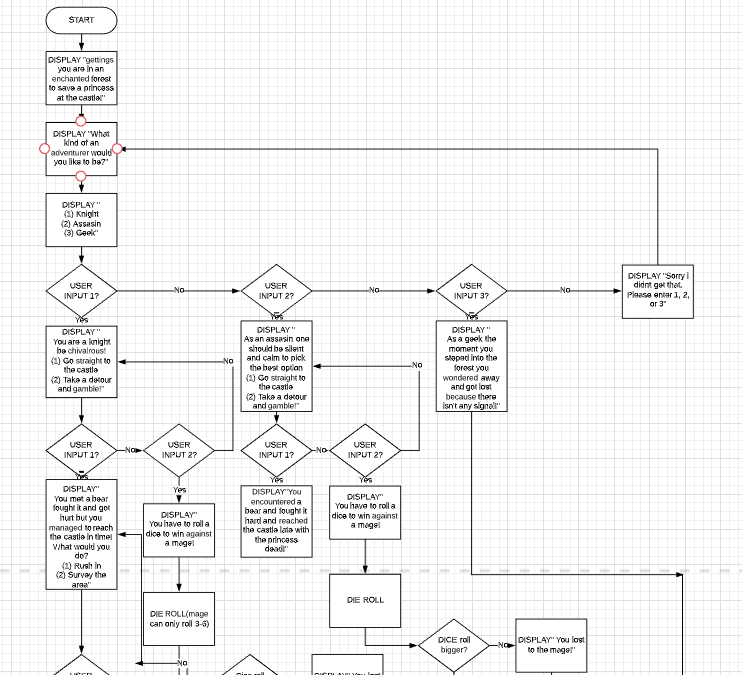 START
DISPLAY "gettings
you are in an
enchanted forest
to save a princess
at the castle!"
DISPLAY "What
kind of an
adventurer would
you like to be?"
DISPLAY "
(1) Knight
(2) Assasin
(3) Geek"
USER
INPUT 1?
No
USER
INPUT 2?
No
USER
INPUT 3?
No
DISPLAY "Sorry i
didnt get that.
Please enter 1, 2,
or 3"
Yes
Yes
Yes
DISPLAY "
You are a knight
be chivalrous!
(1) Go straight to
the castle
(2) Take a detour
and gamble!"
No
DISPLAY "
As an assasin one
should be silent
and calm to pick
the best option
(1) Go straight to
the castle
(2) Take a detour
and gamble!"
No
DISPLAY "
As a geek the
moment you
steped into the
forest you
wondered away
and got lost
because there
isn't any signal!"
USER
INPUT 1?
No
USER
INPUT 2?
USER
INPUT 1?
No
USER
INPUT 2?
Yes
Yes
Yes
Yes
DISPLAY"
You met a bear
fought it and got
hurt but you
managed to reach
the castle in time!
What would you
do?
(1) Rush in
(2) Survey the
area"
DISPLAY"
You have to roll a
dice to win against
a mage!
DISPLAY"You
encountered a
bear and fought it
hard and reached
the castle late with
the princess
dead!"
DISPLAY "
You have to roll a
dice to win against
a mage!
DIE ROLL(mage
can only roll 3-6)
DIE ROLL
DICE roll
bigger?
No
DISPLAY" You lost
to the mage!"
No
USER
Dice roll
DISPLAY! You lost